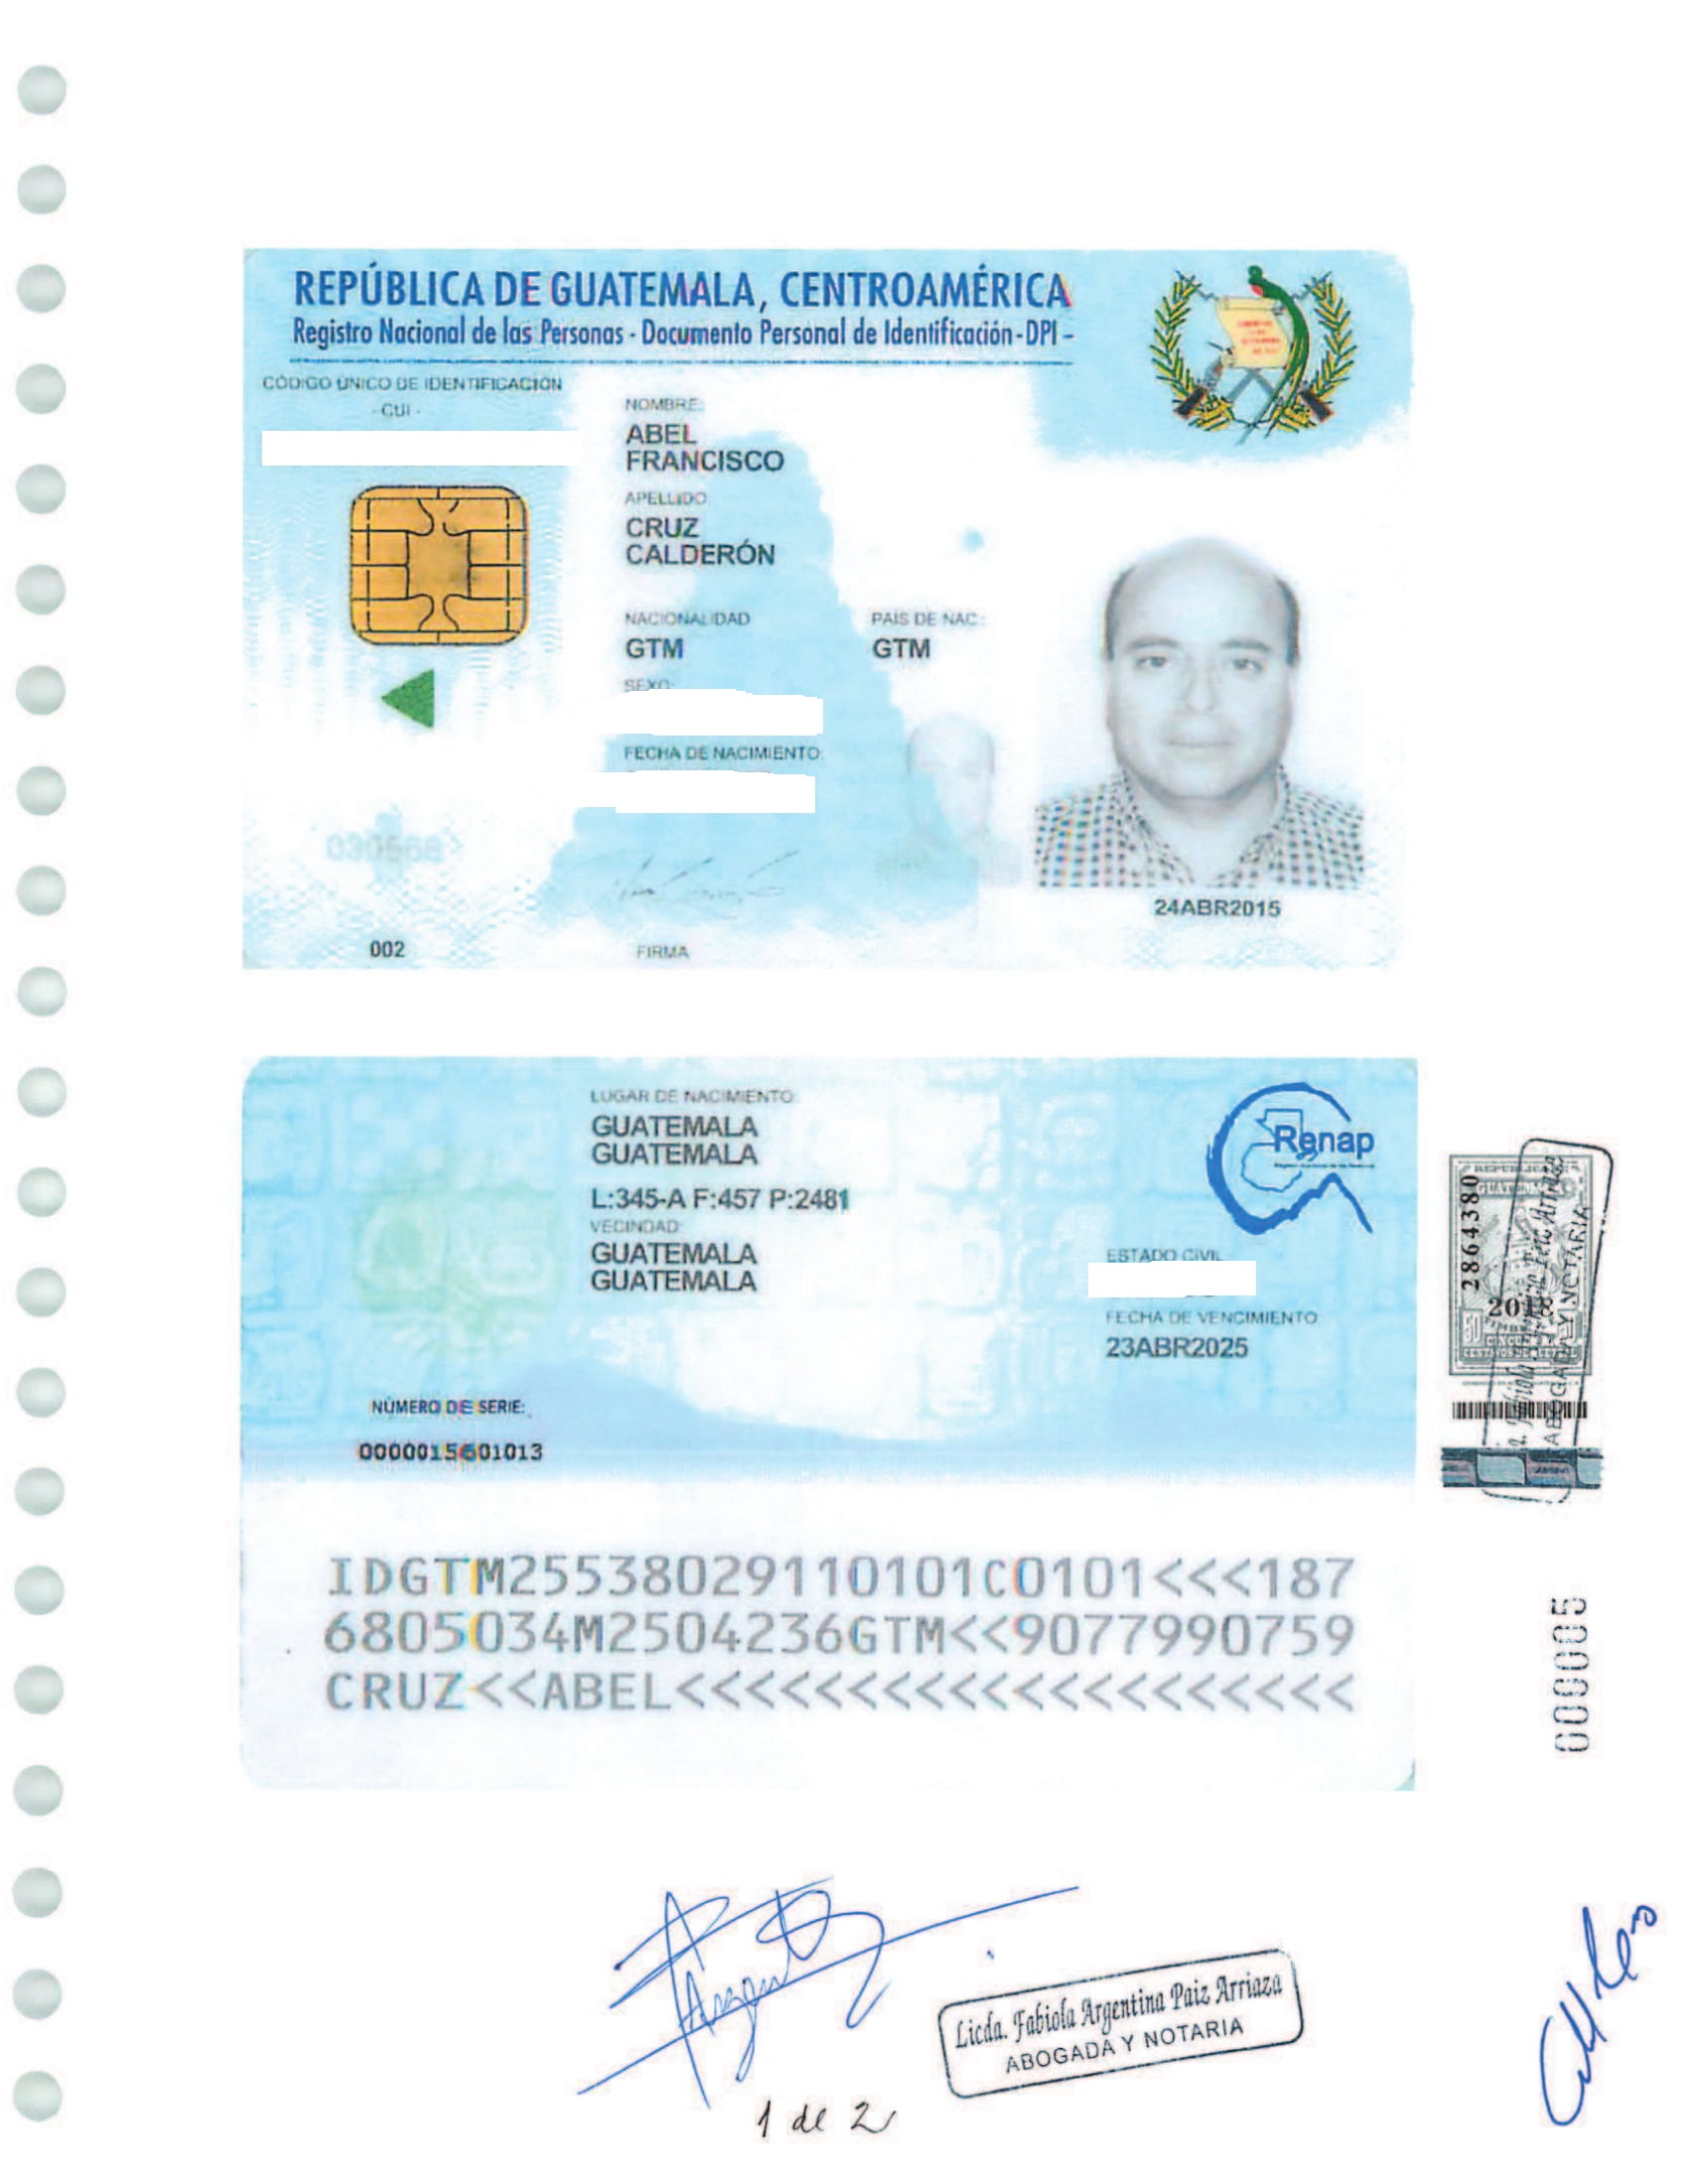 REPÚBLICA DE GUATEMALA, CENTROAMÉRICA
Registro Nacional de las Personas - Documento Personal de Identificación - DPI -
CÓDIGO ÚNICO DE IDENTIFICACIÓN
- CUI -
NOMBRE:
ABEL
FRANCISCO
APELLIDO
CRUZ
CALDERÓN
NACIONALIDAD
GTM
PAIS DE NAC.:
GTM
SEXO:
FECHA DE NACIMIENTO:
24ABR2015
002
FIRMA
LUGAR DE NACIMIENTO:
GUATEMALA
GUATEMALA
L:345-A F:457 P:2481
VECINDAD:
GUATEMALA
GUATEMALA
Renap
ESTADO CIVIL
FECHA DE VENCIMIENTO
23ABR2025
NÚMERO DE SERIE:
0000015601013
IDGTM25538029110101C0101<<<187
6805034M2504236GTM<<9077990759
CRUZ<<ABEL<<<<<<<<<<<<<<<<<<<<
2864380
000005
Licda. Fabiola Argentina Paiz Arriaza
ABOGADA Y NOTARIA
1 de 2